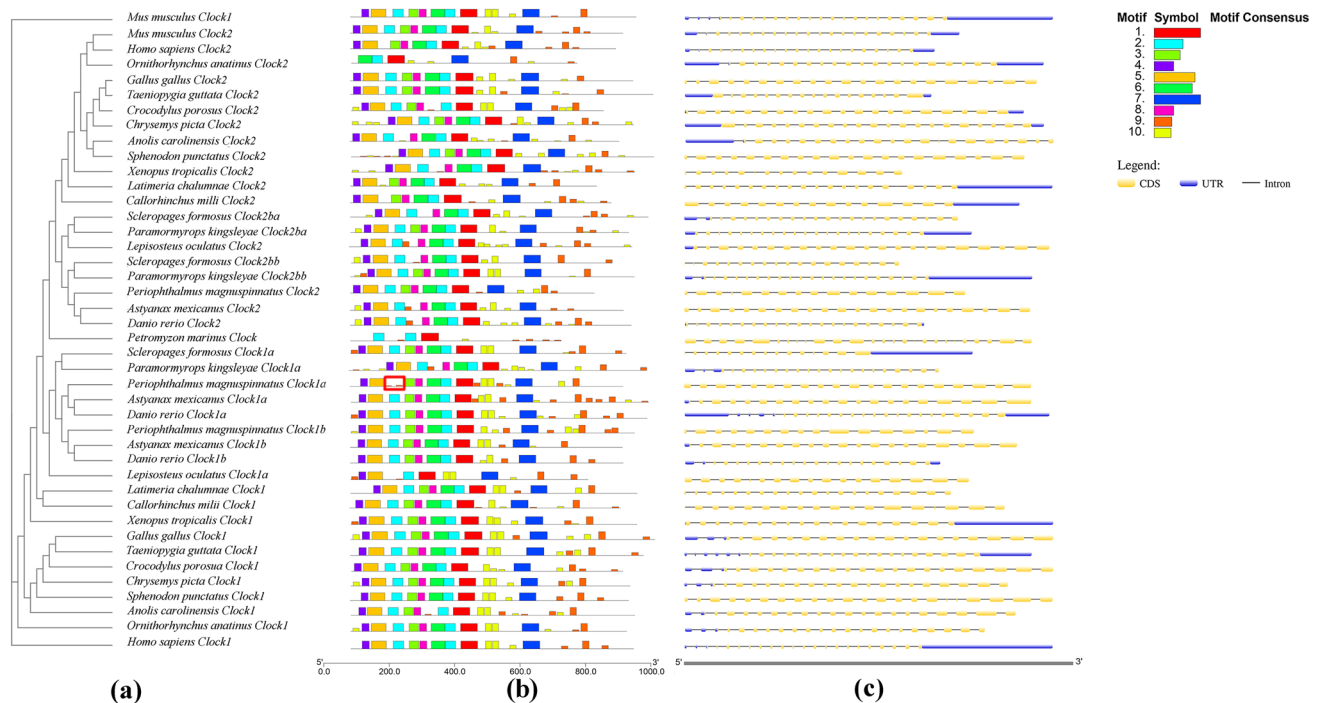 Mus musculus Clock1
Mus musculus Clock2
Homo sapiens Clock2
Ornithorhynchus anatinus Clock2
Gallus gallus Clock2
Taeniopygia guttata Clock2
Crocodylus porosus Clock2
Chrysemys picta Clock2
Anolis carolinensis Clock2
Sphenodon punctatus Clock2
Xenopus tropicalis Clock2
Latimeria chalumnae Clock2
Callorhinchus milli Clock2
Scleropages formosus Clock2ba
Paramormyrops kingsleyae Clock2ba
Lepisosteus oculatus Clock2
Scleropages formosus Clock2bb
Paramormyrops kingsleyae Clock2bb
Periophthalmus magnuspinnatus Clock2
Astyanax mexicanus Clock2
Danio rerio Clock2
Petromyzon marinus Clock
Scleropages formosus Clock1a
Paramormyrops kingsleyae Clock1a
Periophthalmus magnuspinnatus Clock1a
Astyanax mexicanus Clock1a
Danio rerio Clock1a
Periophthalmus magnuspinnatus Clock1b
Astyanax mexicanus Clock1b
Danio rerio Clock1b
Lepisosteus oculatus Clock1a
Latimeria chalumnae Clock1
Callorhinchus milii Clock1
Xenopus tropicalis Clock1
Gallus gallus Clock1
Taeniopygia guttata Clock1
Crocodylus porosua Clock1
Chrysemys picta Clock1
Sphenodon punctatus Clock1
Anolis carolinensis Clock1
Ornithorhynchus anatinus Clock1
Homo sapiens Clock1
5' 3'
0.0 200.0 400.0 600.0 800.0 1000.0
5' 3'
(a) (b) (c)
Motif Symbol Motif Consensus
1.
2.
3.
4.
5.
6.
7.
8.
9.
10.
Legend:
CDS UTR Intron